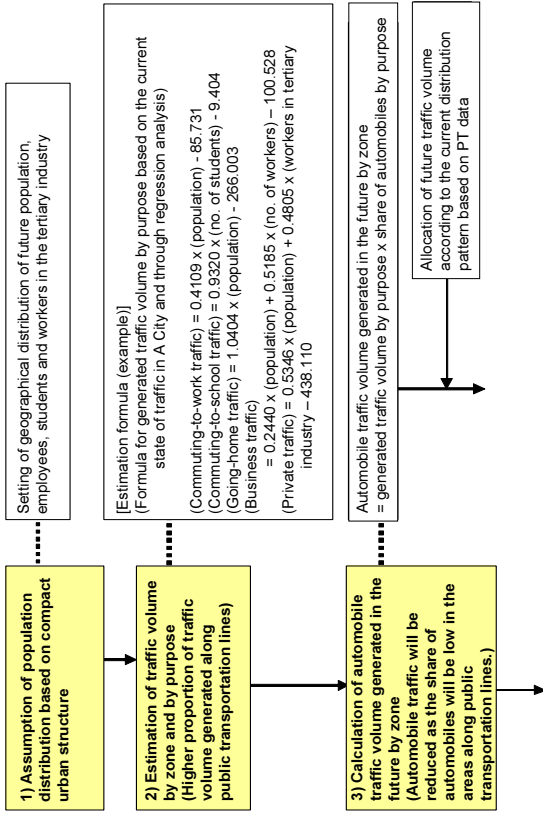 1) Assumption of population
distribution based on compact
urban structure
Setting of geographical distribution of future population,
employees, students and workers in the tertiary industry
2) Estimation of traffic volume
by zone and by purpose
(Higher proportion of traffic
volume generated along
public transportation lines)
[Estimation formula (example)]
(Formula for generated traffic volume by purpose based on the current
state of traffic in A City and through regression analysis)
(Commuting-to-work traffic) = 0.4109 x (population) - 85.731
(Commuting-to-school traffic) = 0.9320 x (no. of students) - 9.404
(Going-home traffic) = 1.0404 x (population) - 266.003
(Business traffic)
= 0.2440 x (population) + 0.5185 x (no. of workers) – 100.528
(Private traffic) = 0.5346 x (population) + 0.4805 x (workers in tertiary
industry – 438.110
3) Calculation of automobile
traffic volume generated in the
future by zone
(Automobile traffic will be
reduced as the share of
automobiles will be low in the
areas along public
transportation lines.)
Automobile traffic volume generated in the future by zone
= generated traffic volume by purpose x share of automobiles by purpose
Allocation of future traffic volume
according to the current distribution
pattern based on PT data